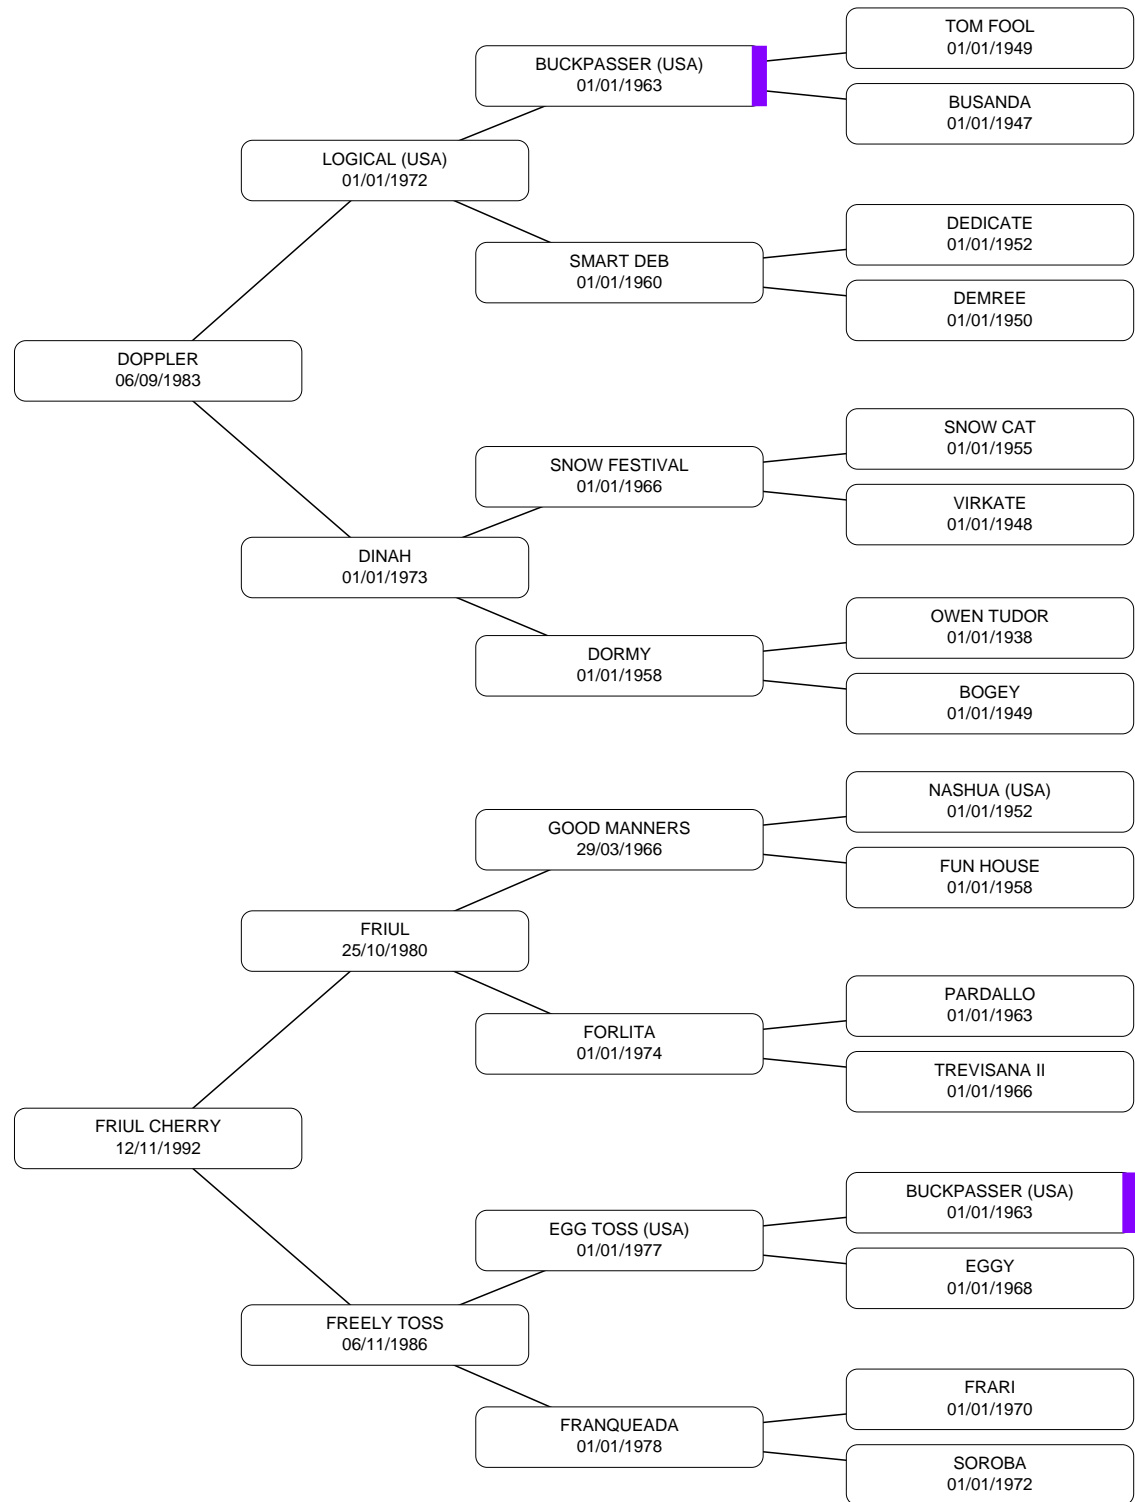 TOM FOOL
01/01/1949
BUCKPASSER (USA)
01/01/1963
BUSANDA
01/01/1947
LOGICAL (USA)
01/01/1972
DEDICATE
01/01/1952
SMART DEB
01/01/1960
DEMREE
01/01/1950
DOPPLER
06/09/1983
SNOW CAT
01/01/1955
SNOW FESTIVAL
01/01/1966
VIRKATE
01/01/1948
DINAH
01/01/1973
OWEN TUDOR
01/01/1938
DORMY
01/01/1958
BOGEY
01/01/1949
NASHUA (USA)
01/01/1952
GOOD MANNERS
29/03/1966
FUN HOUSE
01/01/1958
FRIUL
25/10/1980
PARDALLO
01/01/1963
FORLITA
01/01/1974
TREVISANA II
01/01/1966
FRIUL CHERRY
12/11/1992
BUCKPASSER (USA)
01/01/1963
EGG TOSS (USA)
01/01/1977
EGGY
01/01/1968
FREELY TOSS
06/11/1986
FRARI
01/01/1970
FRANQUEADA
01/01/1978
SOROBA
01/01/1972